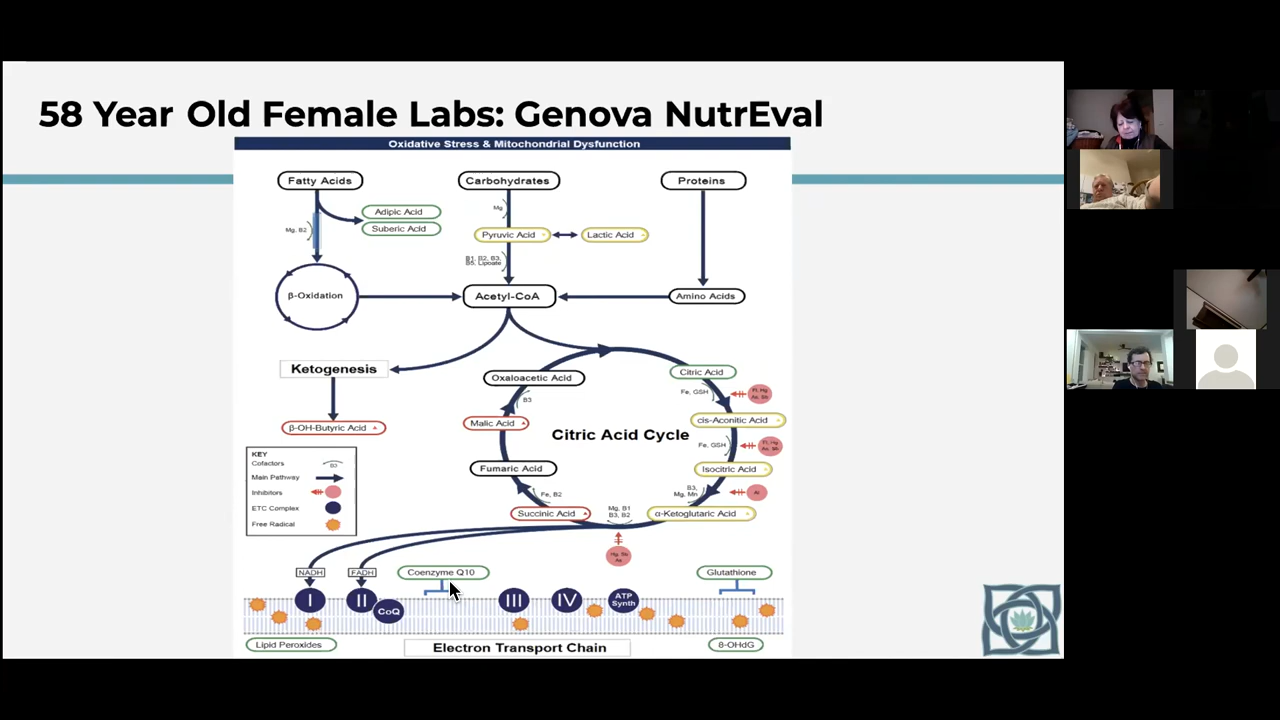 58 Year Old Female Labs: Genova NutrEval
Oxidative Stress & Mitochondrial Dysfunction
Fatty Acids
Carbohydrates
Proteins
Adipic Acid
Suberic Acid
Mg, B2
Mg
Pyruvic Acid
Lactic Acid
B1, B2, B3,
B5, Lipoate
β-Oxidation
Acetyl-CoA
Amino Acids
Ketogenesis
Oxaloacetic Acid
Citric Acid
B3
Fe, GSH
cis-Aconitic Acid
Malic Acid
β-OH-Butyric Acid
Citric Acid Cycle
Fe, GSH
Fumaric Acid
Isocitric Acid
KEY
Cofactors
B3
Main Pathway
Inhibitors
ETC Complex
Free Radical
Fe, B2
B3,
Mg, Mn
Al
Succinic Acid
Mg, B1
B3, B2
α-Ketoglutaric Acid
NADH
FADH
Coenzyme Q10
Glutathione
I
II
CoQ
III
IV
ATP
Synth
Lipid Peroxides
Electron Transport Chain
8-OHdG